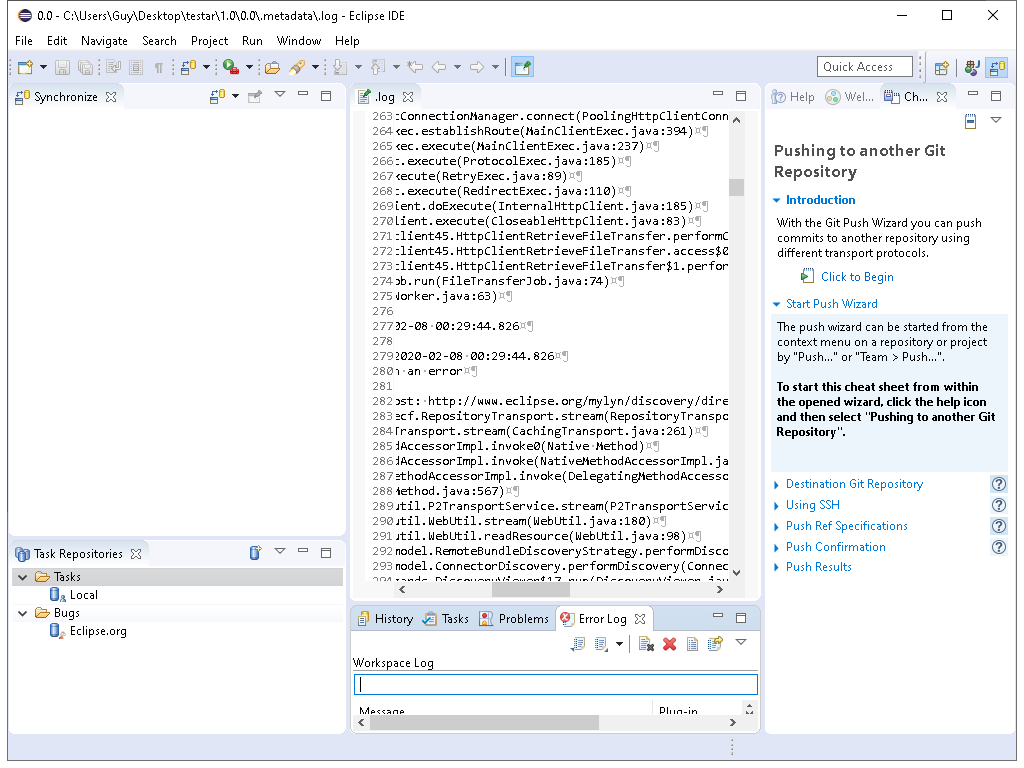 0.0 - C:\Users\Guy\Desktop\testar\1.0\0.0\.metadata\.log - Eclipse IDE
File Edit Navigate Search Project Run Window Help
Quick Access
Synchronize
.log
263 :ConnectionManager.connect(PoolingHttpClientConn
264 xec.establishRoute(MainClientExec.java:394)¤¶
265 xec.execute(MainClientExec.java:237)¤¶
266 :.execute(ProtocolExec.java:185)¤¶
267 xecute(RetryExec.java:89)¤¶
268 :.execute(RedirectExec.java:110)¤¶
269 ient.doExecute(InternalHttpClient.java:185)¤¶
270 lient.execute(CloseableHttpClient.java:83)¤¶
271 :lient45.HttpClientRetrieveFileTransfer.performC
272 :lient45.HttpClientRetrieveFileTransfer.access$0
273 :lient45.HttpClientRetrieveFileTransfer$1.perfor
274 ob.run(FileTransferJob.java:74)¤¶
275 Worker.java:63)¤¶
276
277 02-08·00:29:44.826¤¶
278
279 2020-02-08·00:29:44.826¤¶
280 n·an·error¤¶
281
282 ost:·http://www.eclipse.org/mylyn/discovery/dire
283 ecf.RepositoryTransport.stream(RepositoryTranspo
284 Transport.stream(CachingTransport.java:261)¤¶
285 dAccessorImpl.invoke0(Native·Method)¤¶
286 dAccessorImpl.invoke(NativeMethodAccessorImpl.ja
287 ethodAccessorImpl.invoke(DelegatingMethodAccesso
288 Method.java:567)¤¶
289 util.P2TransportService.stream(P2TransportServic
290 util.WebUtil.stream(WebUtil.java:180)¤¶
291 util.WebUtil.readResource(WebUtil.java:98)¤¶
292 model.RemoteBundleDiscoveryStrategy.performDisco
293 model.ConnectorDiscovery.performDiscovery(Connec
Help Wel... Ch...
Pushing to another Git
Repository
Introduction
With the Git Push Wizard you can push
commits to another repository using
different transport protocols.
Click to Begin
Start Push Wizard
The push wizard can be started from the
context menu on a repository or project
by "Push..." or "Team > Push...".
To start this cheat sheet from within
the opened wizard, click the help icon
and then select "Pushing to another Git
Repository".
Destination Git Repository
Using SSH
Push Ref Specifications
Push Confirmation
Push Results
Task Repositories
Tasks
Local
Bugs
Eclipse.org
History Tasks Problems Error Log
Workspace Log
Message Plug-in